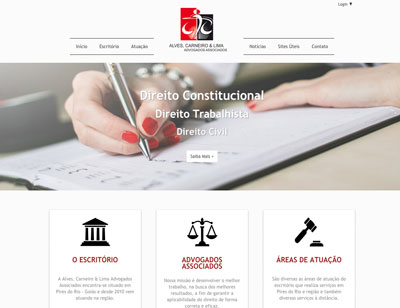 Login
Início Escritório Atuação
ALVES, CARNEIRO & LIMA
ADVOGADOS ASSOCIADOS
Notícias Sites Úteis Contato
Direito Constitucional
Direito Trabalhista
Direito Civil
Saiba Mais >
O ESCRITÓRIO
A Alves, Carneiro & Lima Advogados
Associados encontra se situado em
Pires do Rio - Goiás e desde 2010 vem
atuando na região.
ADVOGADOS
ASSOCIADOS
Nossa missão é desenvolver o melhor
trabalho, na busca dos melhores
resultados, a fim de garantir a
aplicabilidade do direito de forma
correta e eficaz.
ÁREAS DE ATUAÇÃO
São diversas as áreas de atuação do
escritório que realiza serviços em
Pires do Rio e região e também
diversos serviços à distância.